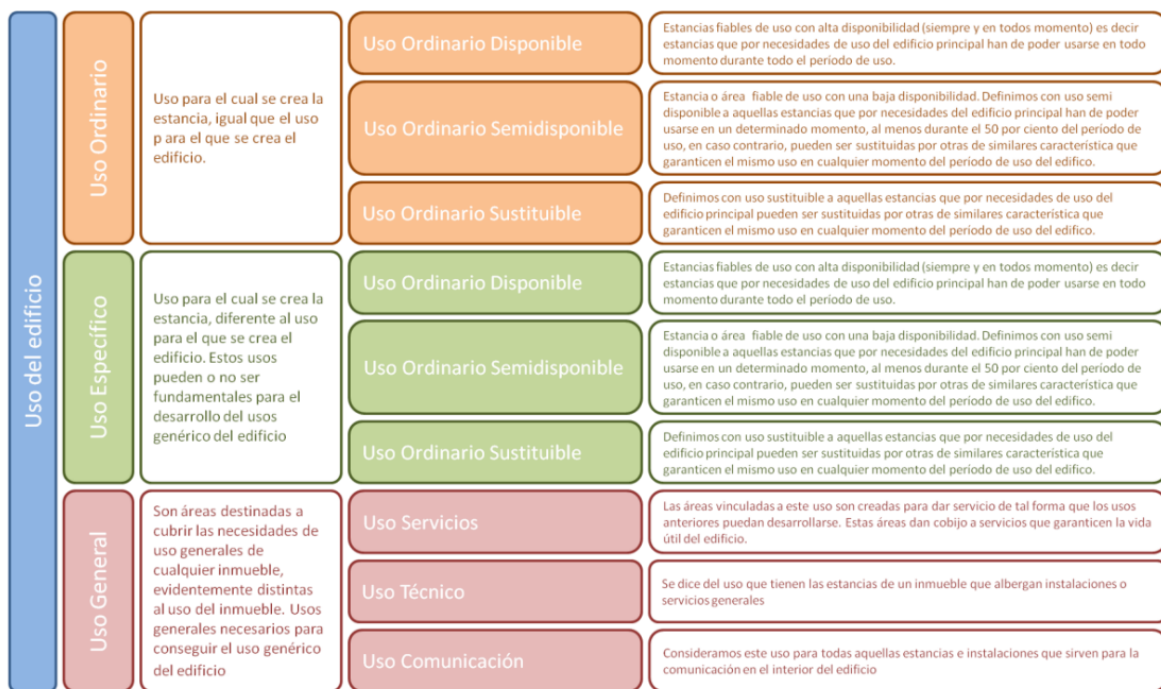 Uso del edificio
Uso Ordinario
Uso para el cual se crea la
estancia, igual que el uso
p ara el que se crea el
edificio.
Uso Ordinario Disponible
Estancias fiables de uso con alta disponibilidad (siempre y en todos momento) es decir
estancias que por necesidades de uso del edificio principal han de poder usarse en todo
momento durante todo el período de uso.
Uso Ordinario Semidisponible
Estancia o área fiable de uso con una baja disponibilidad. Definimos con uso semi
disponible a aquellas estancias que por necesidades del edificio principal han de poder
usarse en un determinado momento, al menos durante el 50 por ciento del período de
uso, en caso contrario, pueden ser sustituidas por otras de similares característica que
garanticen el mismo uso en cualquier momento del período de uso del edifico.
Uso Ordinario Sustituible
Definimos con uso sustituible a aquellas estancias que por necesidades de uso del
edificio principal pueden ser sustituidas por otras de similares característica que
garanticen el mismo uso en cualquier momento del período de uso del edifico.
Uso Específico
Uso para el cual se crea la
estancia, diferente al uso
para el que se crea el
edificio. Estos usos
pueden o no ser
fundamentales para el
desarrollo del usos
genérico del edificio
Uso Ordinario Disponible
Estancias fiables de uso con alta disponibilidad (siempre y en todos momento) es decir
estancias que por necesidades de uso del edificio principal han de poder usarse en todo
momento durante todo el período de uso.
Uso Ordinario Semidisponible
Estancia o área fiable de uso con una baja disponibilidad. Definimos con uso semi
disponible a aquellas estancias que por necesidades del edificio principal han de poder
usarse en un determinado momento, al menos durante el 50 por ciento del período de
uso, en caso contrario, pueden ser sustituidas por otras de similares característica que
garanticen el mismo uso en cualquier momento del período de uso del edifico.
Uso Ordinario Sustituible
Definimos con uso sustituible a aquellas estancias que por necesidades de uso del
edificio principal pueden ser sustituidas por otras de similares característica que
garanticen el mismo uso en cualquier momento del período de uso del edifico.
Uso General
Son áreas destinadas a
cubrir las necesidades de
uso generales de
cualquier inmueble,
evidentemente distintas
al uso del inmueble. Usos
generales necesarios para
conseguir el uso genérico
del edificio
Uso Servicios
Las áreas vinculadas a este uso son creadas para dar servicio de tal forma que los usos
anteriores puedan desarrollarse. Estas áreas dan cobijo a servicios que garanticen la vida
útil del edificio.
Uso Técnico
Se dice del uso que tienen las estancias de un inmueble que albergan instalaciones o
servicios generales
Uso Comunicación
Consideramos este uso para todas aquellas estancias e instalaciones que sirven para la
comunicación en el interior del edificio